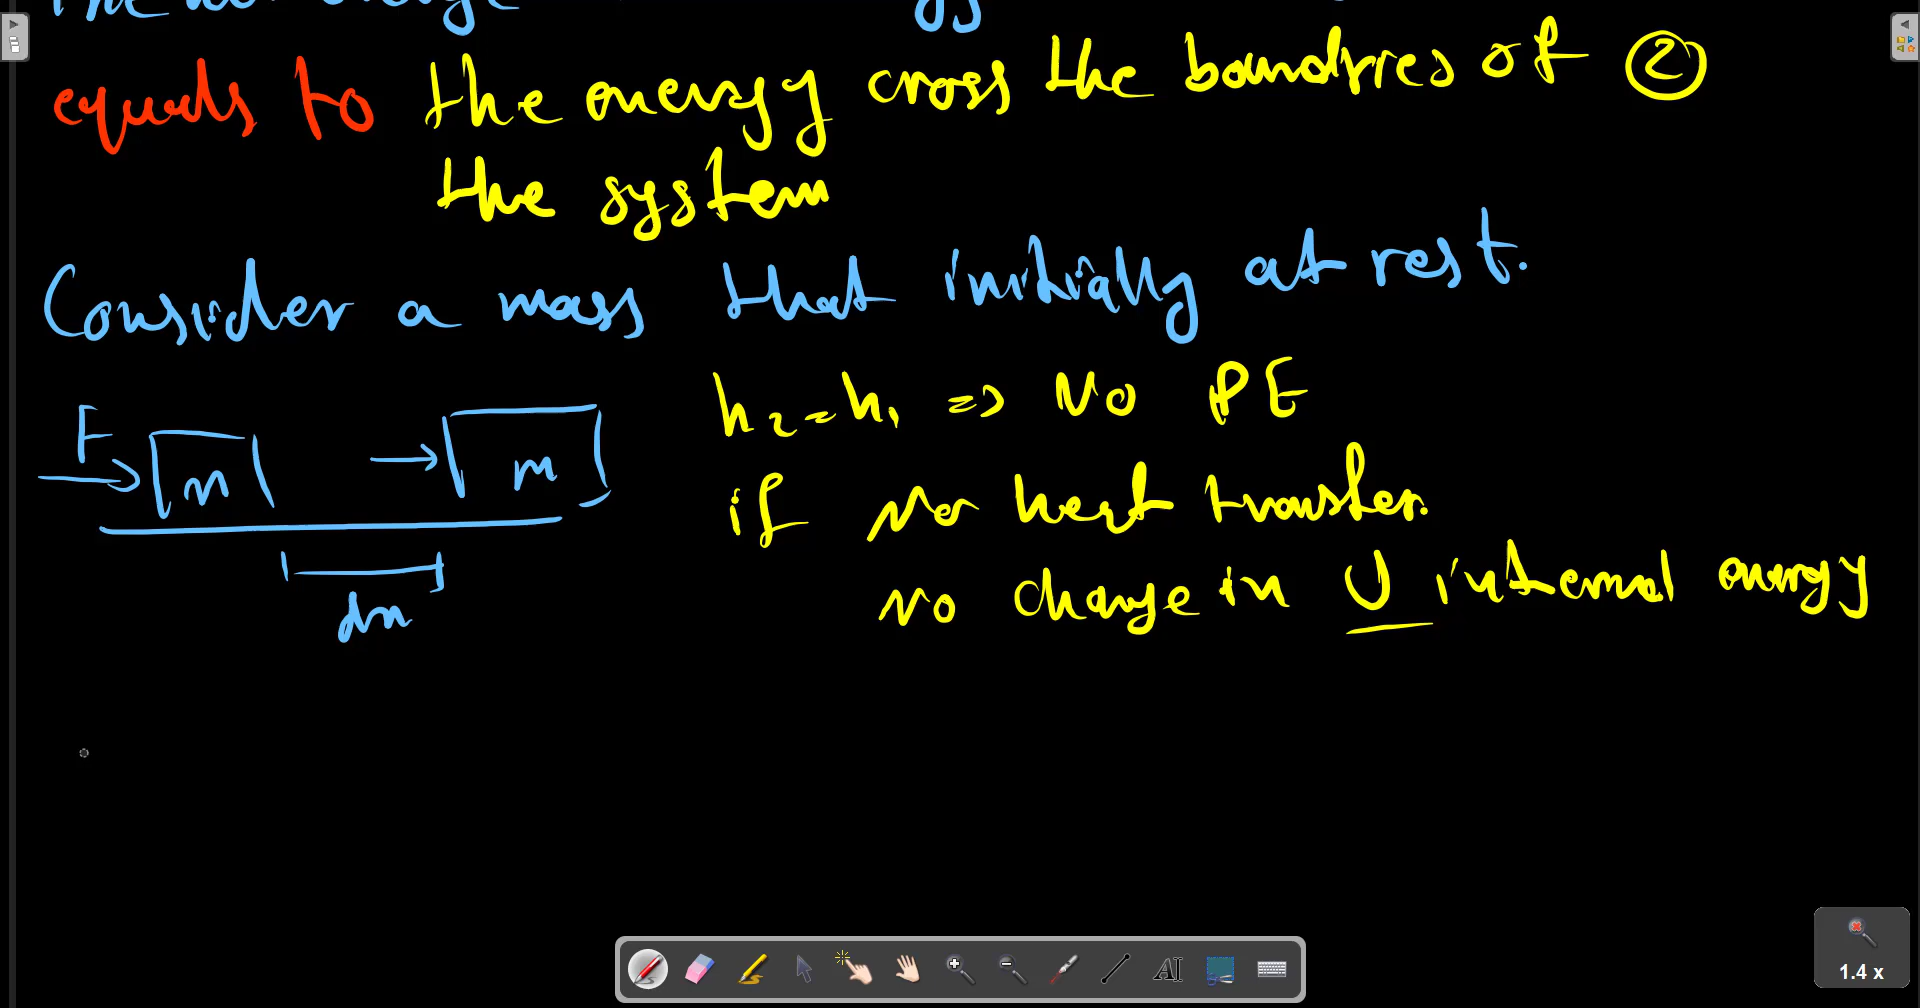 equals to the energy cross the boundries of ②
the system
Consider a mass that initially at rest.
h₂ = h₁ => No PE
F
m
m
if no heat transfer.
dx
no change in U internal energy
1.4 x